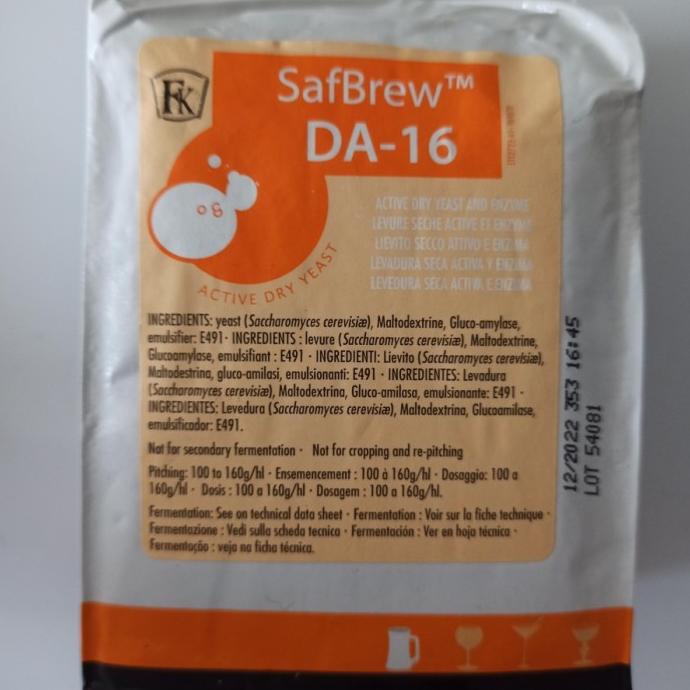 FK
SafBrew™
DA-16
ACTIVE DRY YEAST AND ENZYME
LEVURE SECHE ACTIVE ET ENZYME
LIEVITO SECCO ATTIVO E ENZIMA
LEVADURA SECA ACTIVA Y ENZIMA
LEVEDURA SECA ACTIVA E ENZIMA
ACTIVE DRY YEAST
INGREDIENTS: yeast (Saccharomyces cerevisiæ), Maltodextrine, Gluco-amylase,
emulsifier: E491 · INGREDIENTS : levure (Saccharomyces cerevisiæ), Maltodextrine,
Glucoamylase, emulsifiant : E491 · INGREDIENTI: Lievito (Saccharomyces cerevisiæ),
Maltodestrina, gluco-amilasi, emulsionanti: E491 · INGREDIENTES: Levadura
(Saccharomyces cerevisiæ), Maltodextrina, Gluco-amilasa, emulsionante: E491 ·
INGREDIENTES: Levedura (Saccharomyces cerevisiæ), Maltodextrina, Glucoamilase,
emulsificador: E491.
Not for secondary fermentation · Not for cropping and re-pitching
Pitching: 100 to 160g/hl · Ensemencement : 100 à 160g/hl · Dosaggio: 100 a
160g/hl · Dosis : 100 a 160g/hl · Dosagem : 100 a 160g/hl.
Fermentation: See on technical data sheet · Fermentation : Voir sur la fiche technique ·
Fermentazione : Vedi sulla scheda tecnica · Fermentación : Ver en hoja técnica ·
Fermentação : veja na ficha técnica.
12/2022 353 16:45
LOT 54081